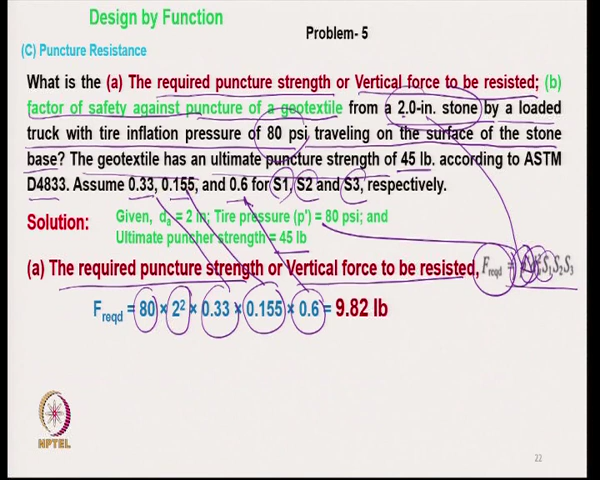 Design by Function
Problem- 5
(C) Puncture Resistance
What is the (a) The required puncture strength or Vertical force to be resisted; (b)
factor of safety against puncture of a geotextile from a 2.0-in. stone by a loaded
truck with tire inflation pressure of 80 psi traveling on the surface of the stone
base? The geotextile has an ultimate puncture strength of 45 lb. according to ASTM
D4833. Assume 0.33, 0.155, and 0.6 for S1, S2 and S3, respectively.
Solution:
Given, dₐ = 2 in; Tire pressure (p') = 80 psi; and
Ultimate puncher strength = 45 lb
(a) The required puncture strength or Vertical force to be resisted, F_reqd = S₁S₂S₃
F_reqd = 80 × 2² × 0.33 × 0.155 × 0.6 = 9.82 lb
NPTEL
22